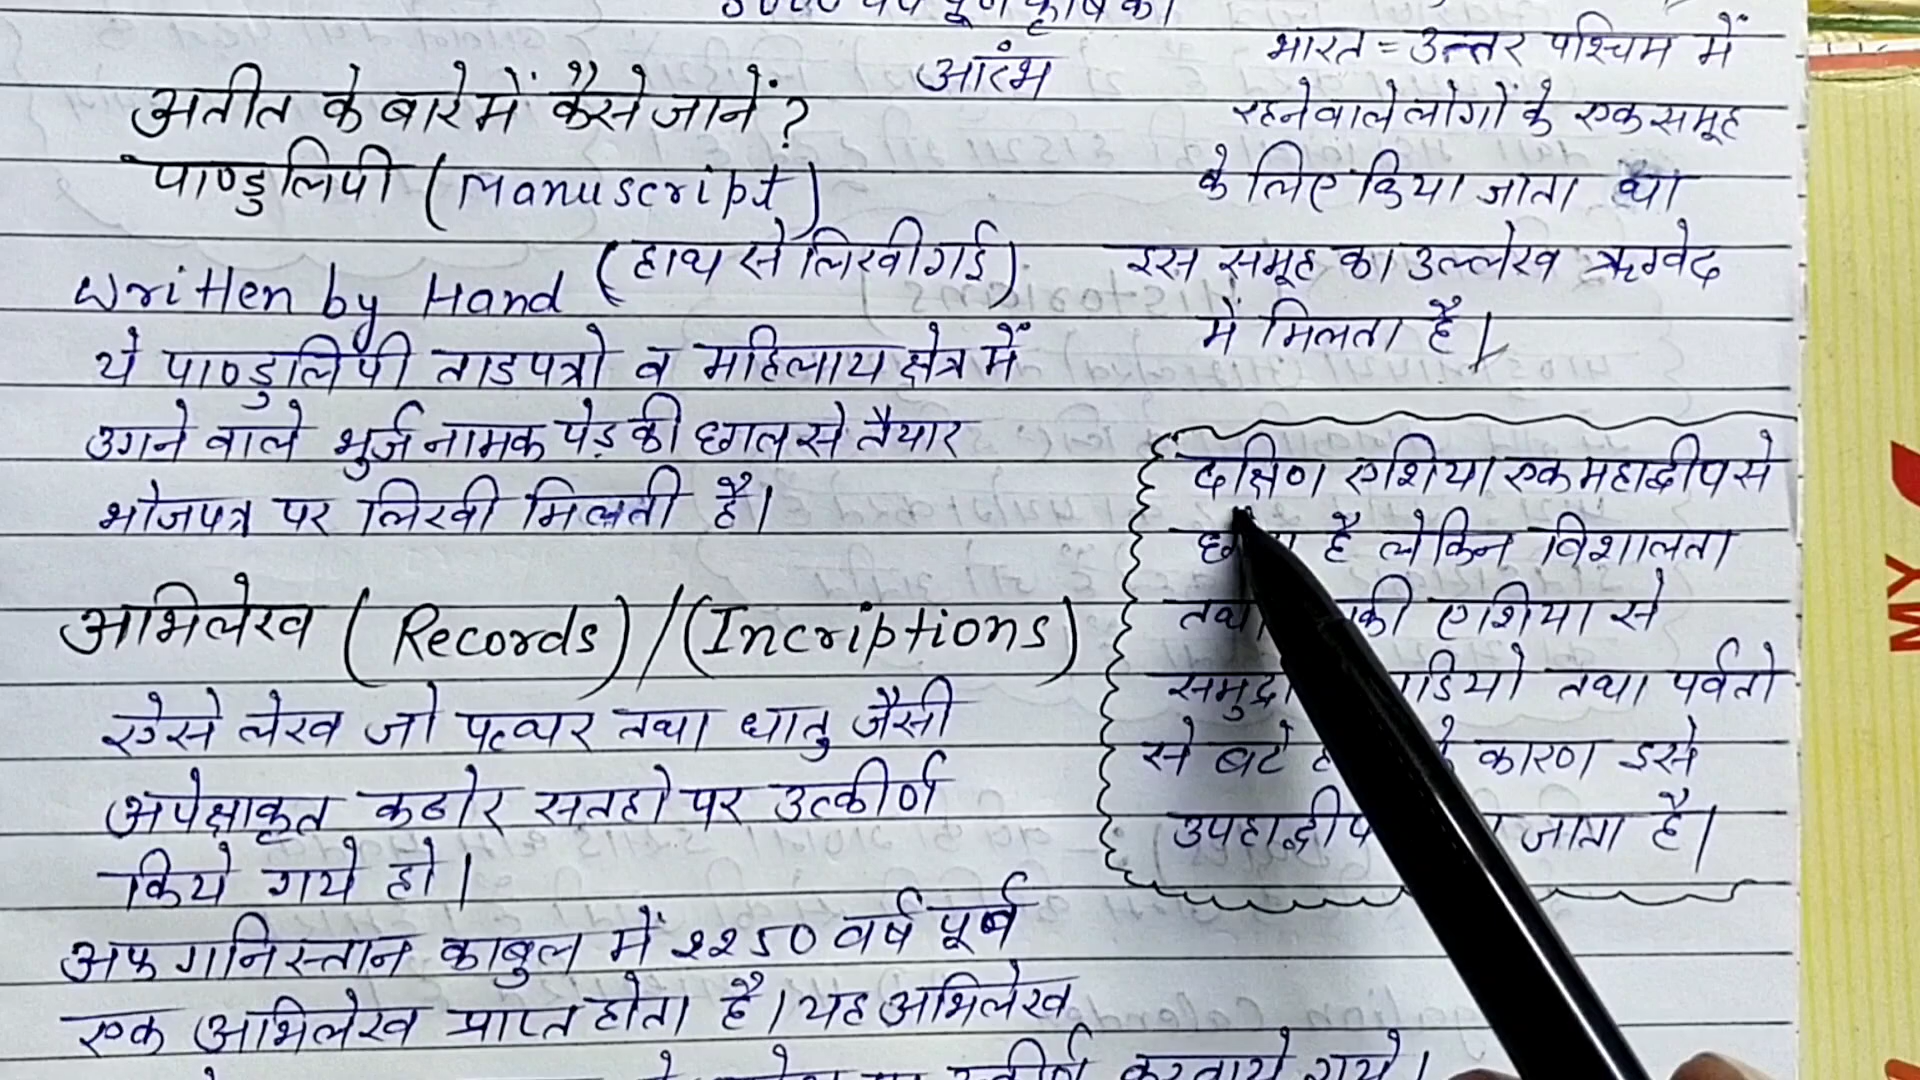 आरंभ
अतीत के बारे में कैसे जानें ?
पाण्डुलिपी (Manuscript)
Written by Hand (हाथ से लिखी गई)
ये पाण्डुलिपी ताडपत्रो व महिलाय क्षेत्र में
उगने वाले भुर्ज नामक पेड़ की छाल से तैयार
भोजपत्र पर लिखी मिलती है।
अभिलेख (Records)/(Incriptions)
ऐसे लेख जो पत्थर तथा धातु जैसी
अपेक्षाकृत कठोर सतहो पर उत्कीर्ण
किये गये हो।
अफगानिस्तान काबुल में 2250 वर्ष पूर्व
एक अभिलेख प्राप्त होता है। यह अभिलेख
करवाये गये।
भारत = उत्तर पश्चिम में
रहने वाले लोगों के एक समूह
के लिए किया जाता था
इस समूह का उल्लेख ऋग्वेद
में मिलता है।
दक्षिण एशिया एक महाद्वीप से
है लेकिन विशालता
तथा एशिया से
तथा पर्वतो
से बटे कारण इसे
जाता है।
MY